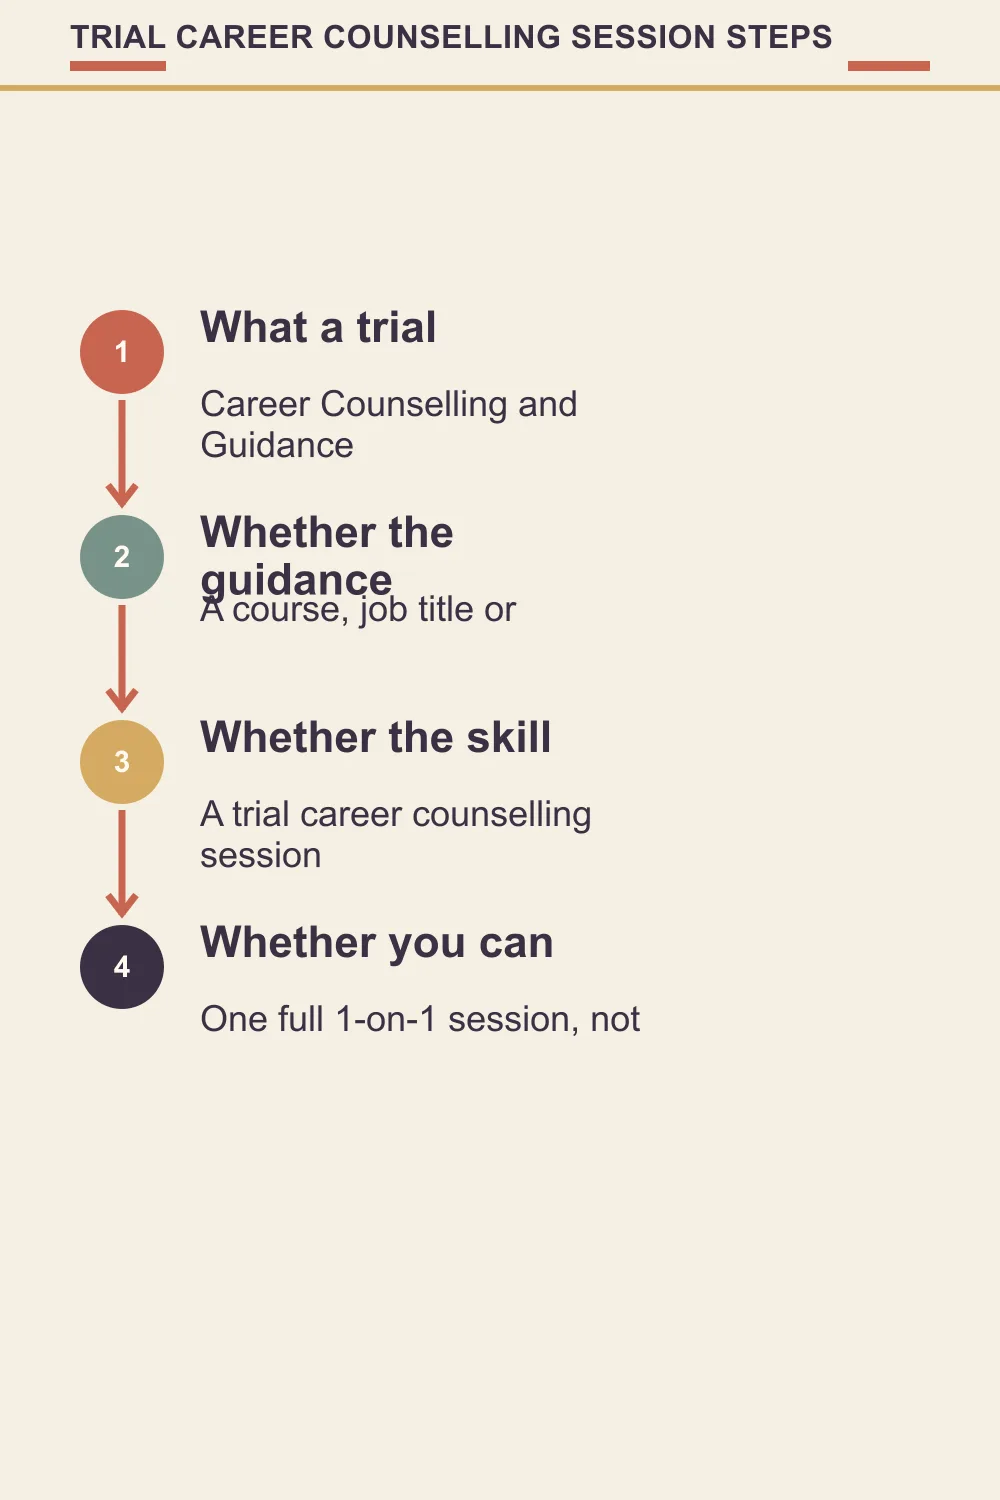 TRIAL CAREER COUNSELLING SESSION STEPS
1
What a trial
Career Counselling and
Guidance
2
Whether the
guidance
A course, job title or
3
Whether the skill
A trial career counselling
session
4
Whether you can
One full 1-on-1 session, not